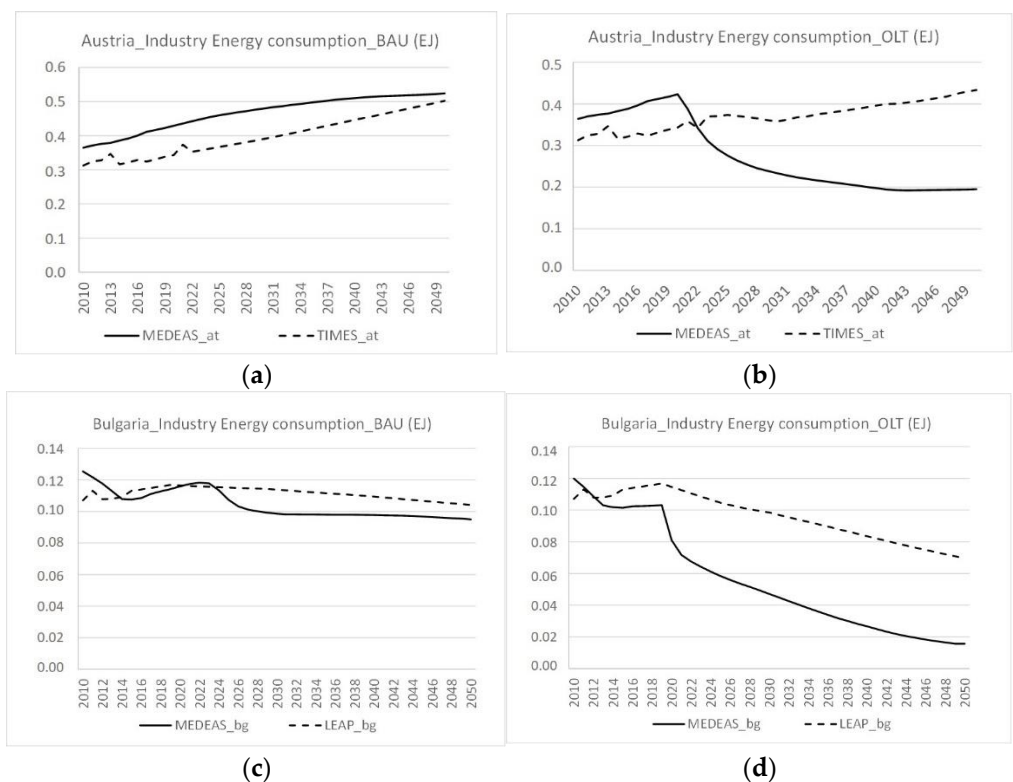 Austria_Industry Energy consumption_BAU (EJ)
0.6
0.5
0.4
0.3
0.2
0.1
0.0
2010 2013 2016 2019 2022 2025 2028 2031 2034 2037 2040 2043 2046 2049
MEDEAS_at TIMES_at
(a)
Austria_Industry Energy consumption_OLT (EJ)
0.5
0.4
0.3
0.2
0.1
0.0
2010 2013 2016 2019 2022 2025 2028 2031 2034 2037 2040 2043 2046 2049
MEDEAS_at TIMES_at
(b)
Bulgaria_Industry Energy consumption_BAU (EJ)
0.14
0.12
0.10
0.08
0.06
0.04
0.02
0.00
2010 2012 2014 2016 2018 2020 2022 2024 2026 2028 2030 2032 2034 2036 2038 2040 2042 2044 2046 2048 2050
MEDEAS_bg LEAP_bg
(c)
Bulgaria_Industry Energy consumption_OLT (EJ)
0.14
0.12
0.10
0.08
0.06
0.04
0.02
0.00
2010 2012 2014 2016 2018 2020 2022 2024 2026 2028 2030 2032 2034 2036 2038 2040 2042 2044 2046 2048 2050
MEDEAS_bg LEAP_bg
(d)